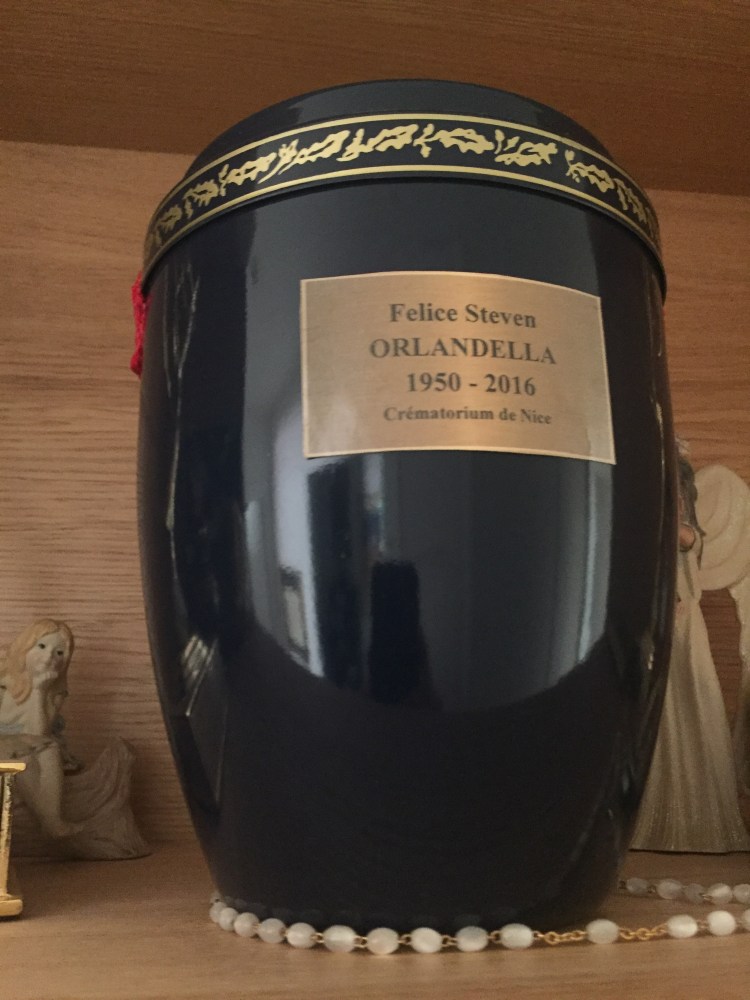 Felice Steven
ORLANDELLA
1950 - 2016
Crématorium de Nice